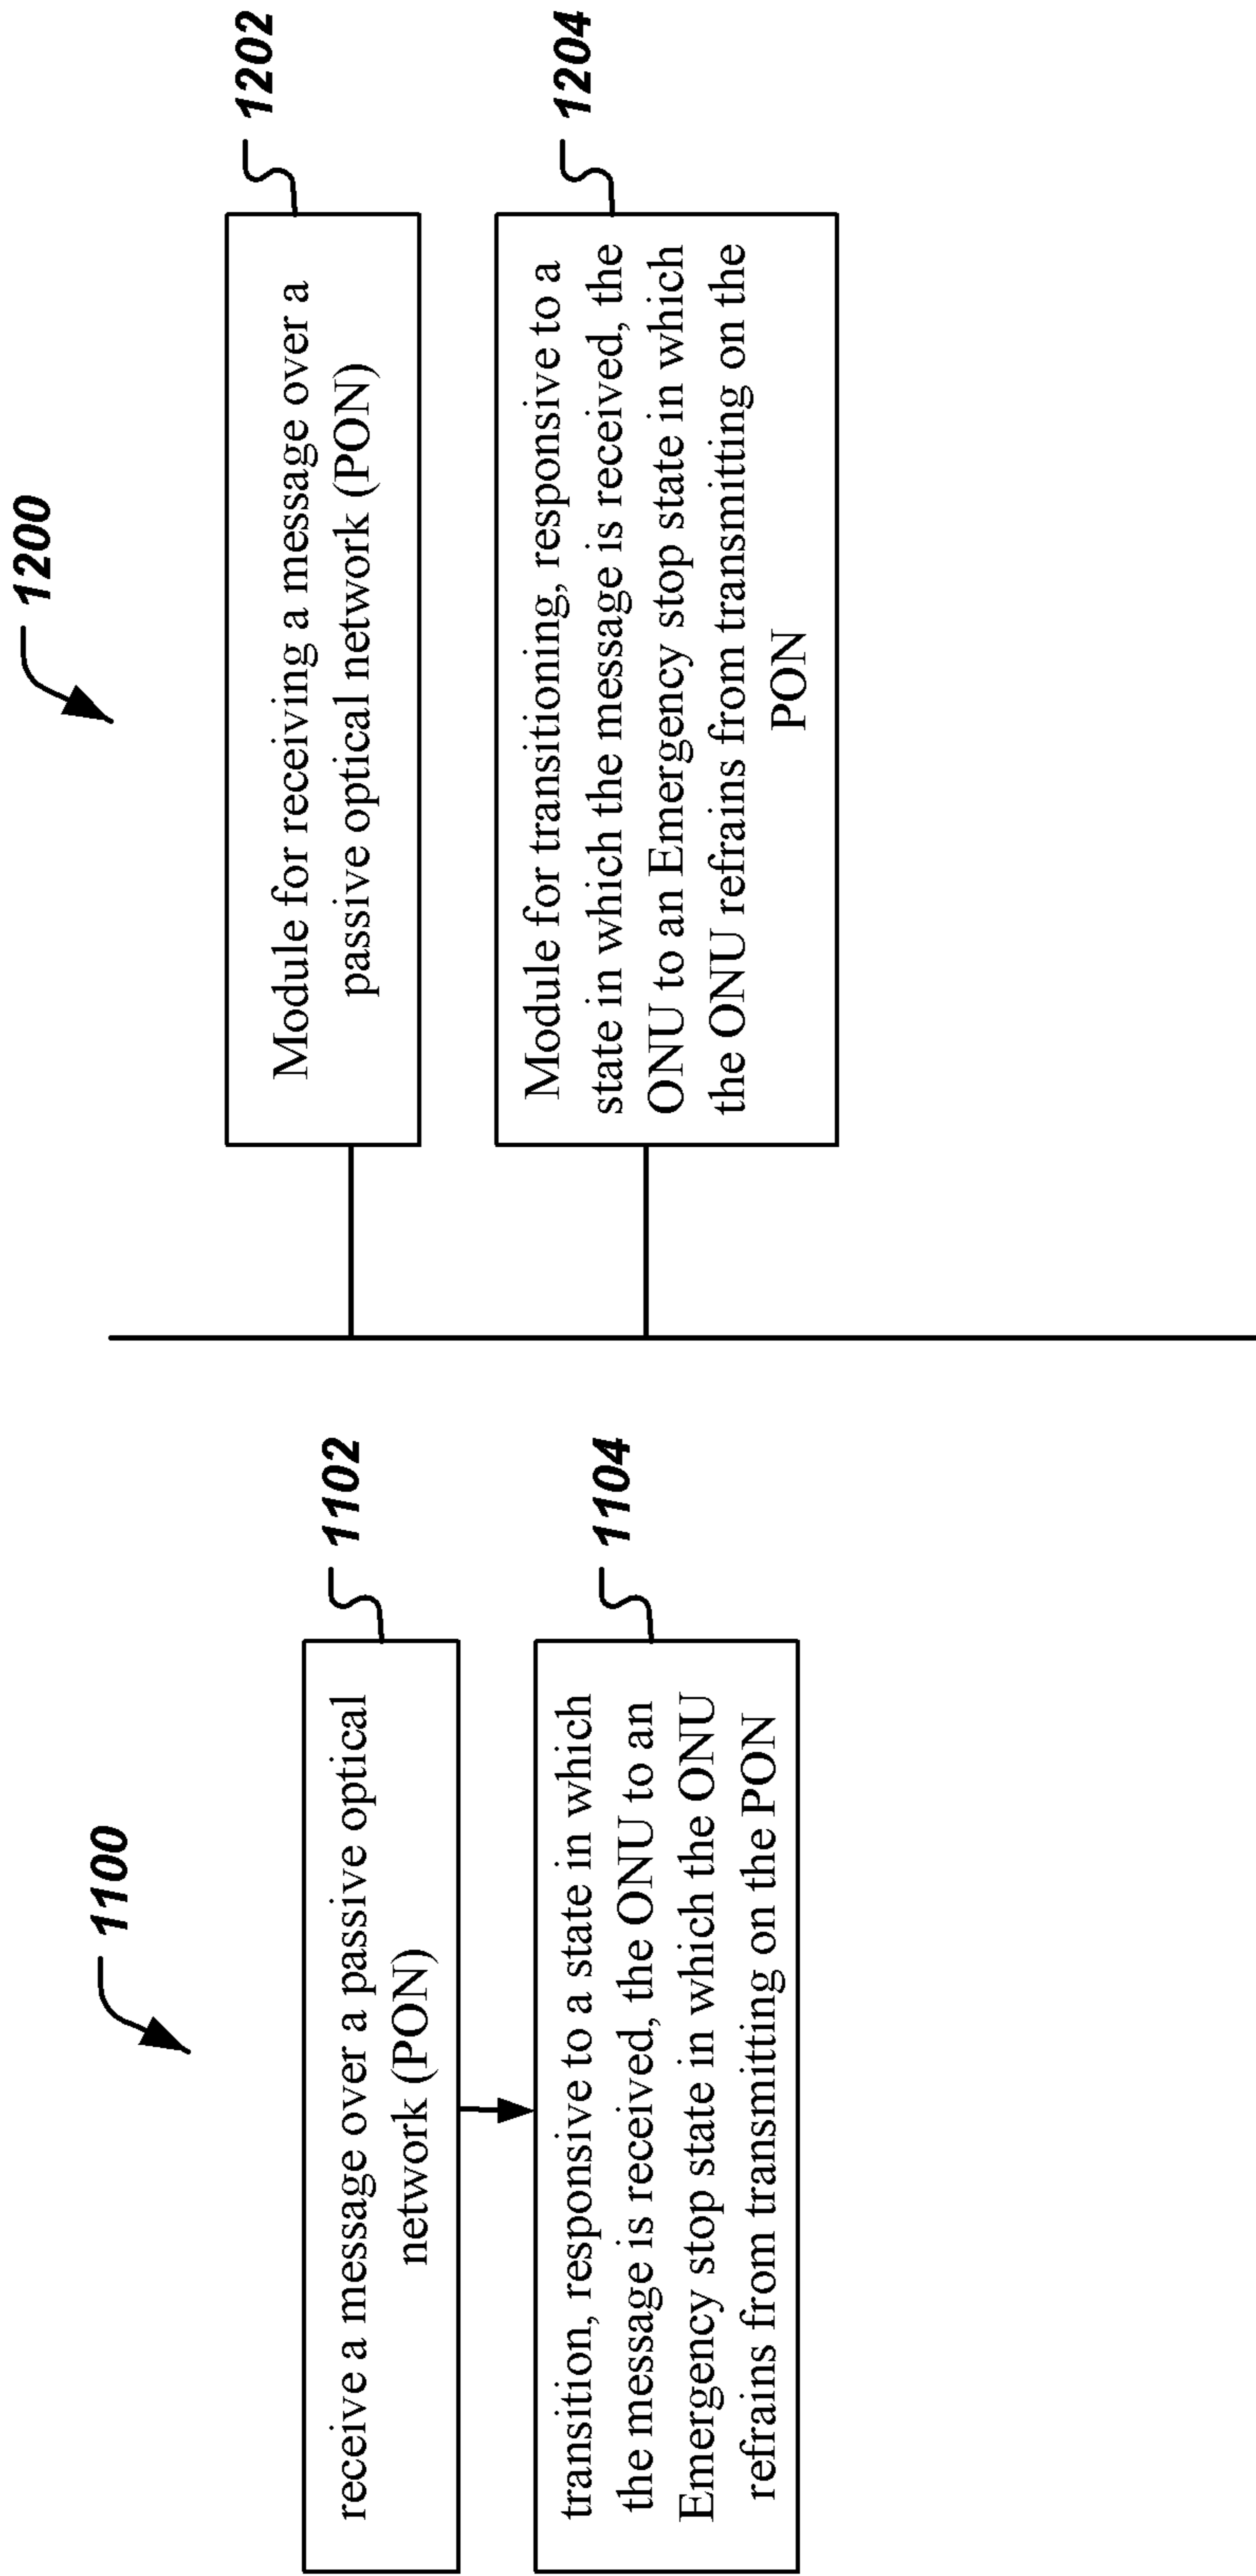 1100
receive a message over a passive optical
network (PON)
1102
transition, responsive to a state in which
the message is received, the ONU to an
Emergency stop state in which the ONU
refrains from transmitting on the PON
1104
1200
Module for receiving a message over a
passive optical network (PON)
1202
Module for transitioning, responsive to a
state in which the message is received, the
ONU to an Emergency stop state in which
the ONU refrains from transmitting on the
PON
1204